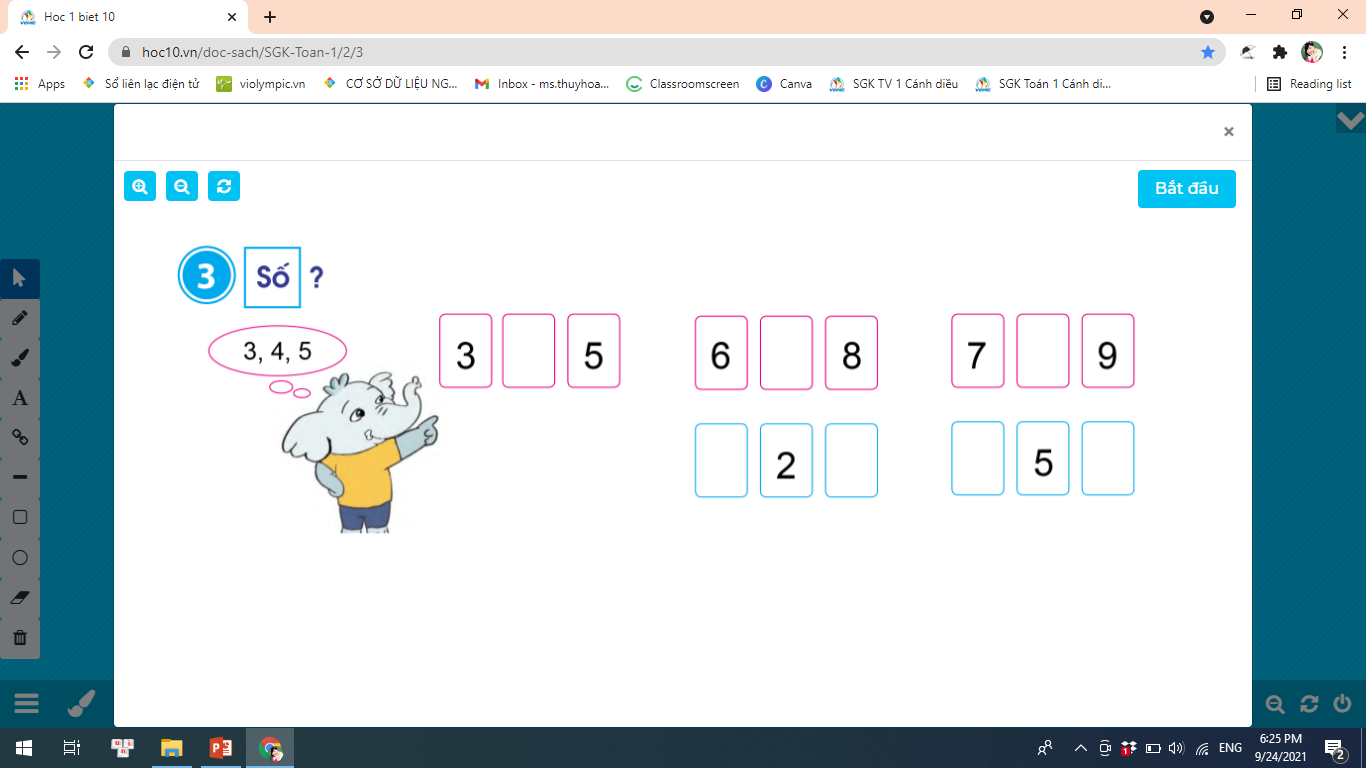 Hoc 1 biet 10
hoc10.vn/doc-sach/SGK-Toan-1/2/3
Apps Sổ liên lạc điện tử violympic.vn CƠ SỞ DỮ LIỆU NG... Inbox - ms.thuyhoa... Classroomscreen Canva SGK TV 1 Cánh diều SGK Toán 1 Cánh di... Reading list
Bắt đầu
3 Số ?
3, 4, 5
3 5 6 8 7 9
2 5
A
6:25 PM
ENG
9/24/2021